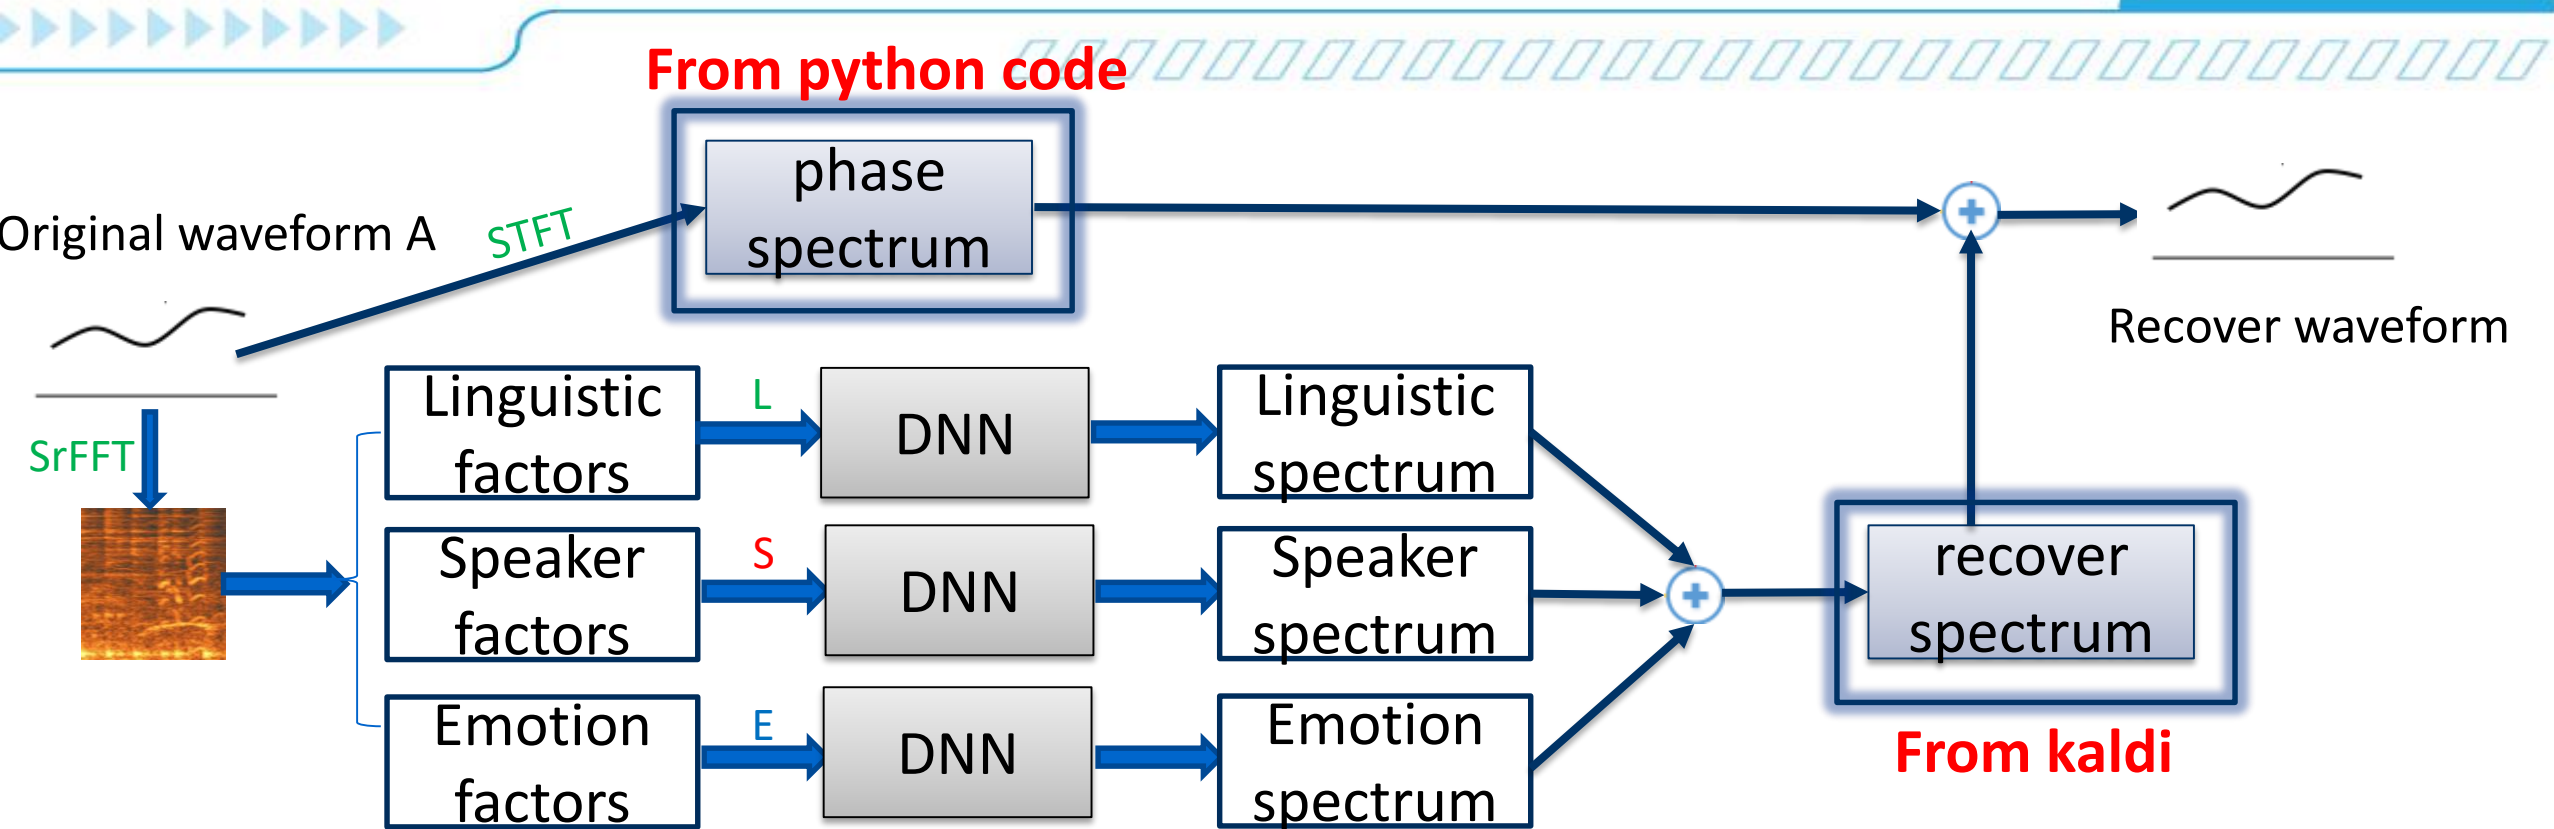 From python code
phase
spectrum
Original waveform A
STFT
Recover waveform
SrFFT
Linguistic
factors
L
DNN
Linguistic
spectrum
Speaker
factors
S
DNN
Speaker
spectrum
recover
spectrum
Emotion
factors
E
DNN
Emotion
spectrum
From kaldi